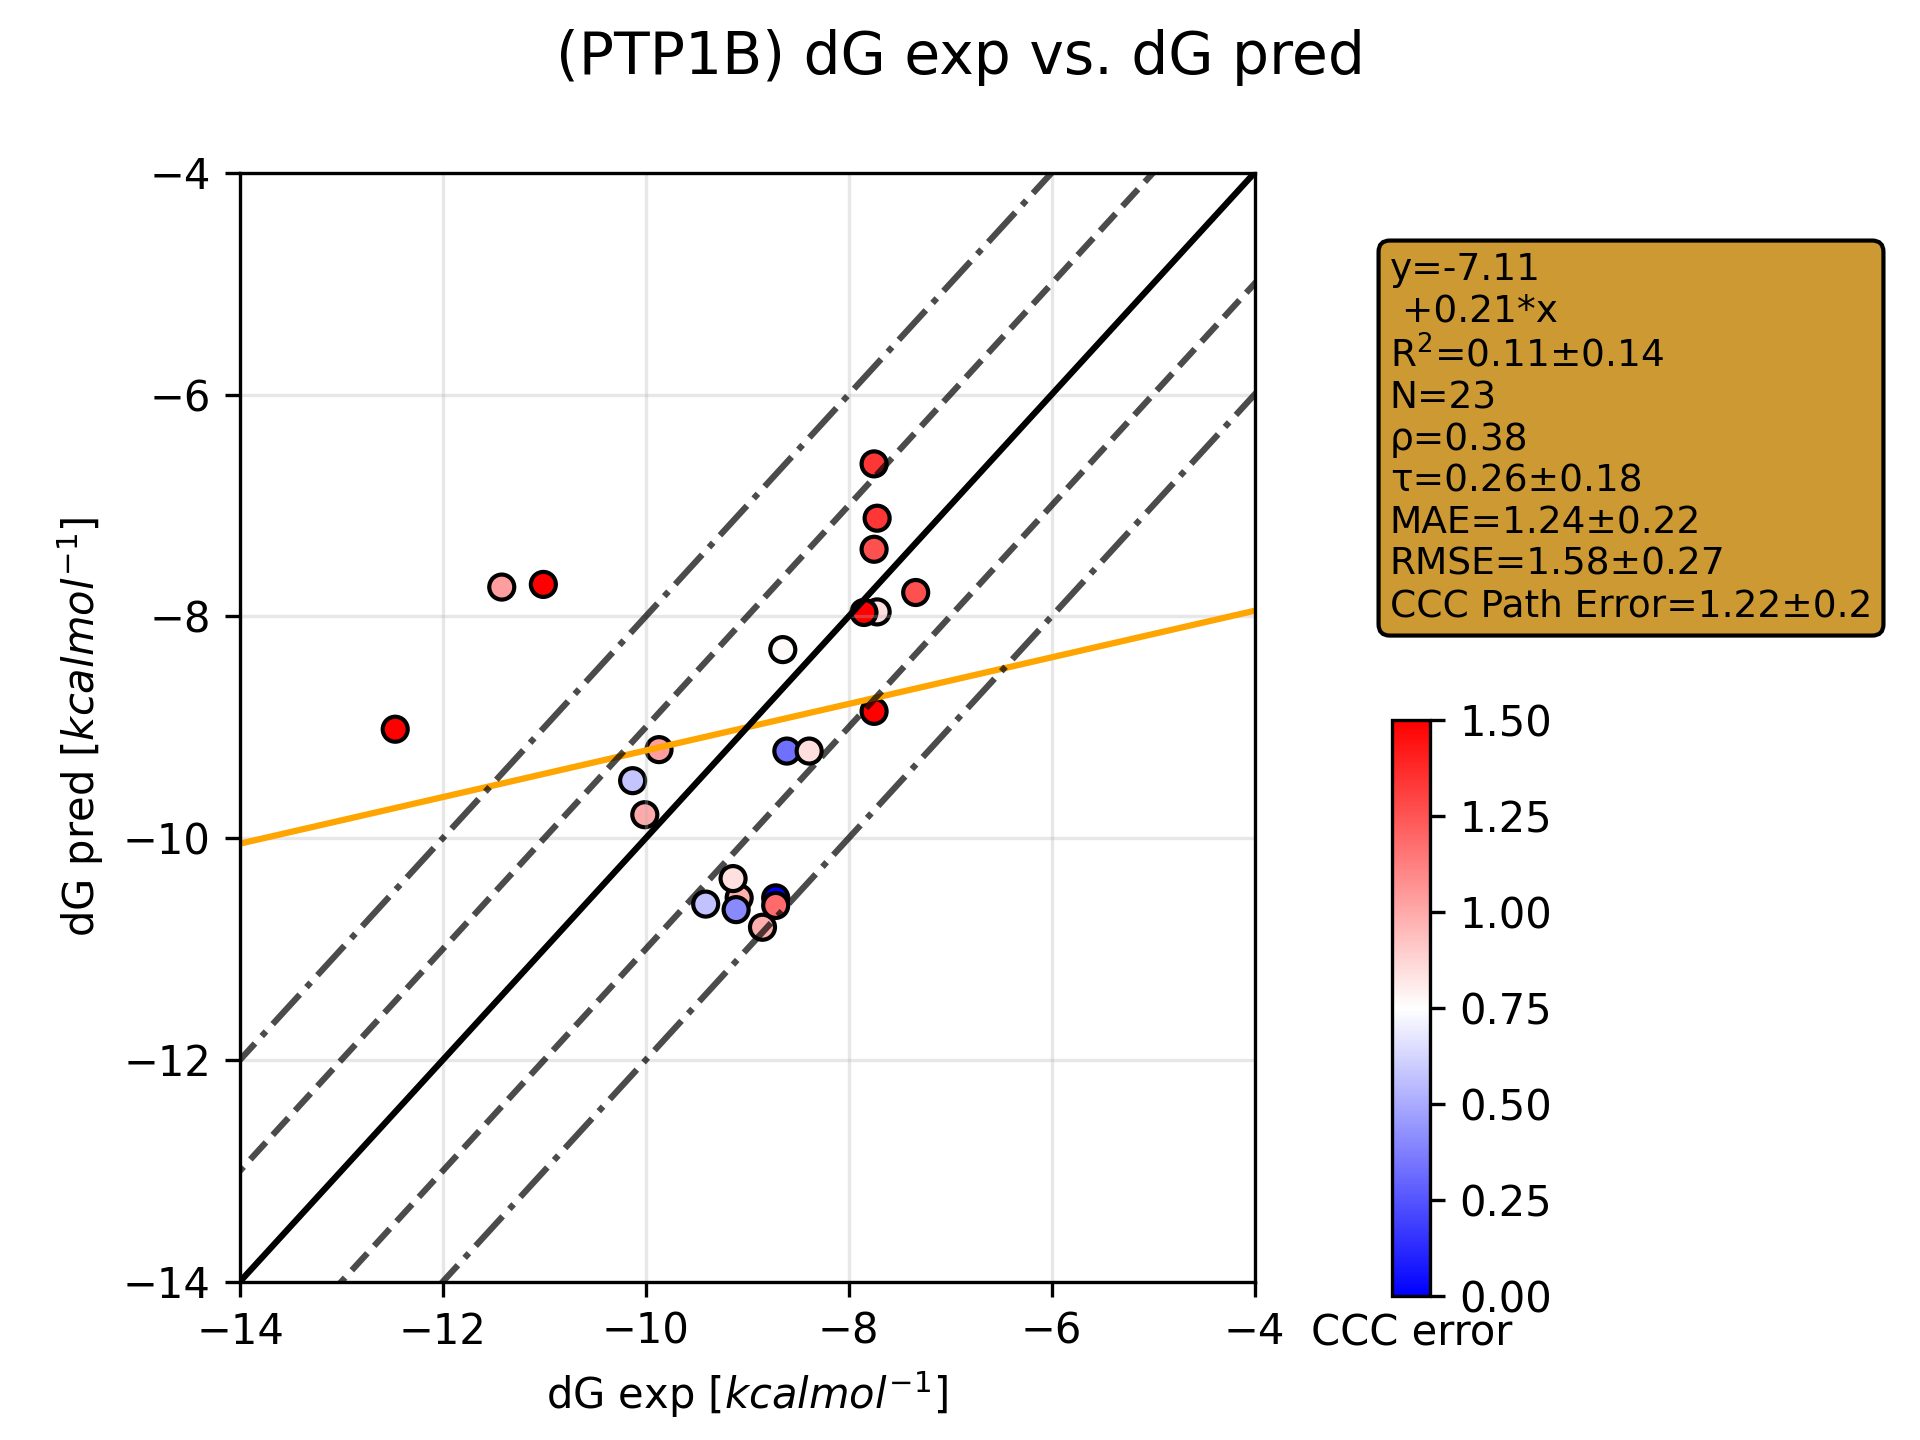 (PTP1B) dG exp vs. dG pred
−4
−6
−8
−10
−12
−14
dG pred [kcalmol⁻¹]
−14 −12 −10 −8 −6 −4
dG exp [kcalmol⁻¹]
y=-7.11
+0.21*x
R²=0.11±0.14
N=23
ρ=0.38
τ=0.26±0.18
MAE=1.24±0.22
RMSE=1.58±0.27
CCC Path Error=1.22±0.2
1.50
1.25
1.00
0.75
0.50
0.25
0.00
CCC error